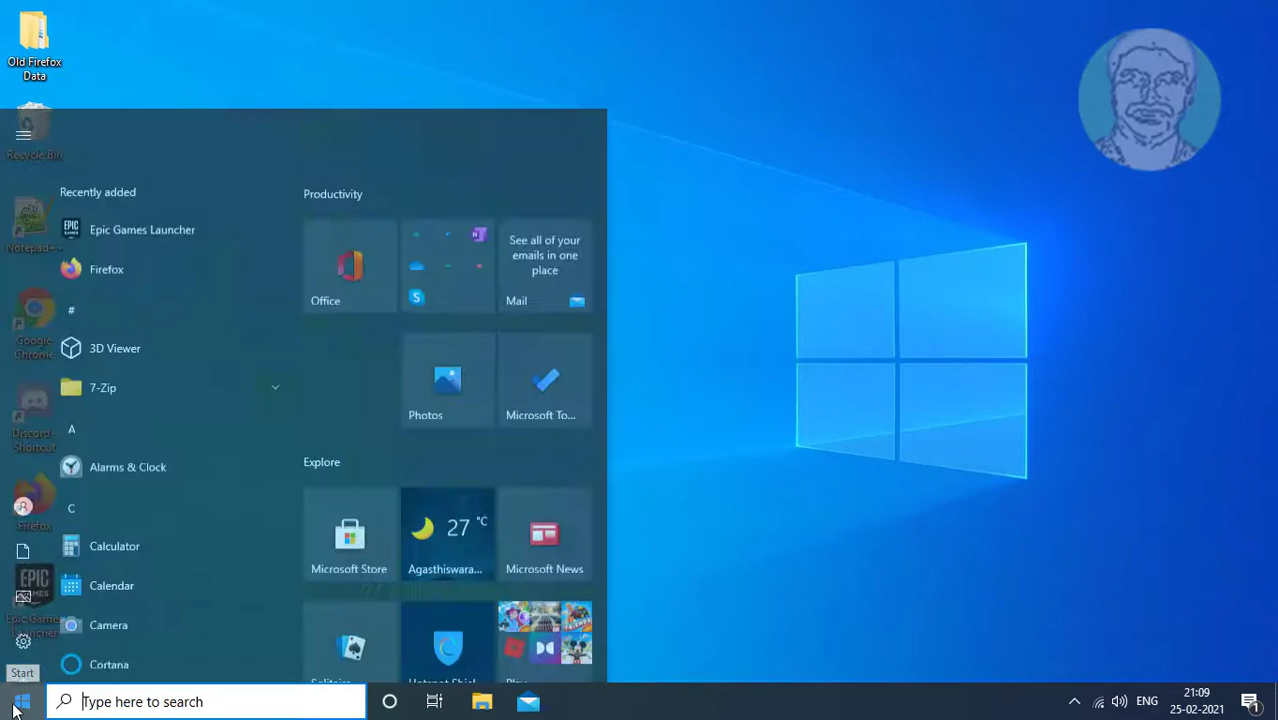 Old Firefox
Data
Recycle Bin
Notepad++
Google
Chrome
Discord -
Shortcut
Firefox
EPIC
GAMES
Epic Games
Launcher
Recently added
EPIC
GAMES
Epic Games Launcher
Firefox
#
3D Viewer
7-Zip
A
Alarms & Clock
C
Calculator
Calendar
Camera
Cortana
Productivity
Office
See all of your
emails in one
place
Mail
Photos
Microsoft To...
Explore
Microsoft Store
27 °C
Agasthiswara...
Microsoft News
Solitaire
Play
Start
Type here to search
ENG
21:09
25-02-2021
1